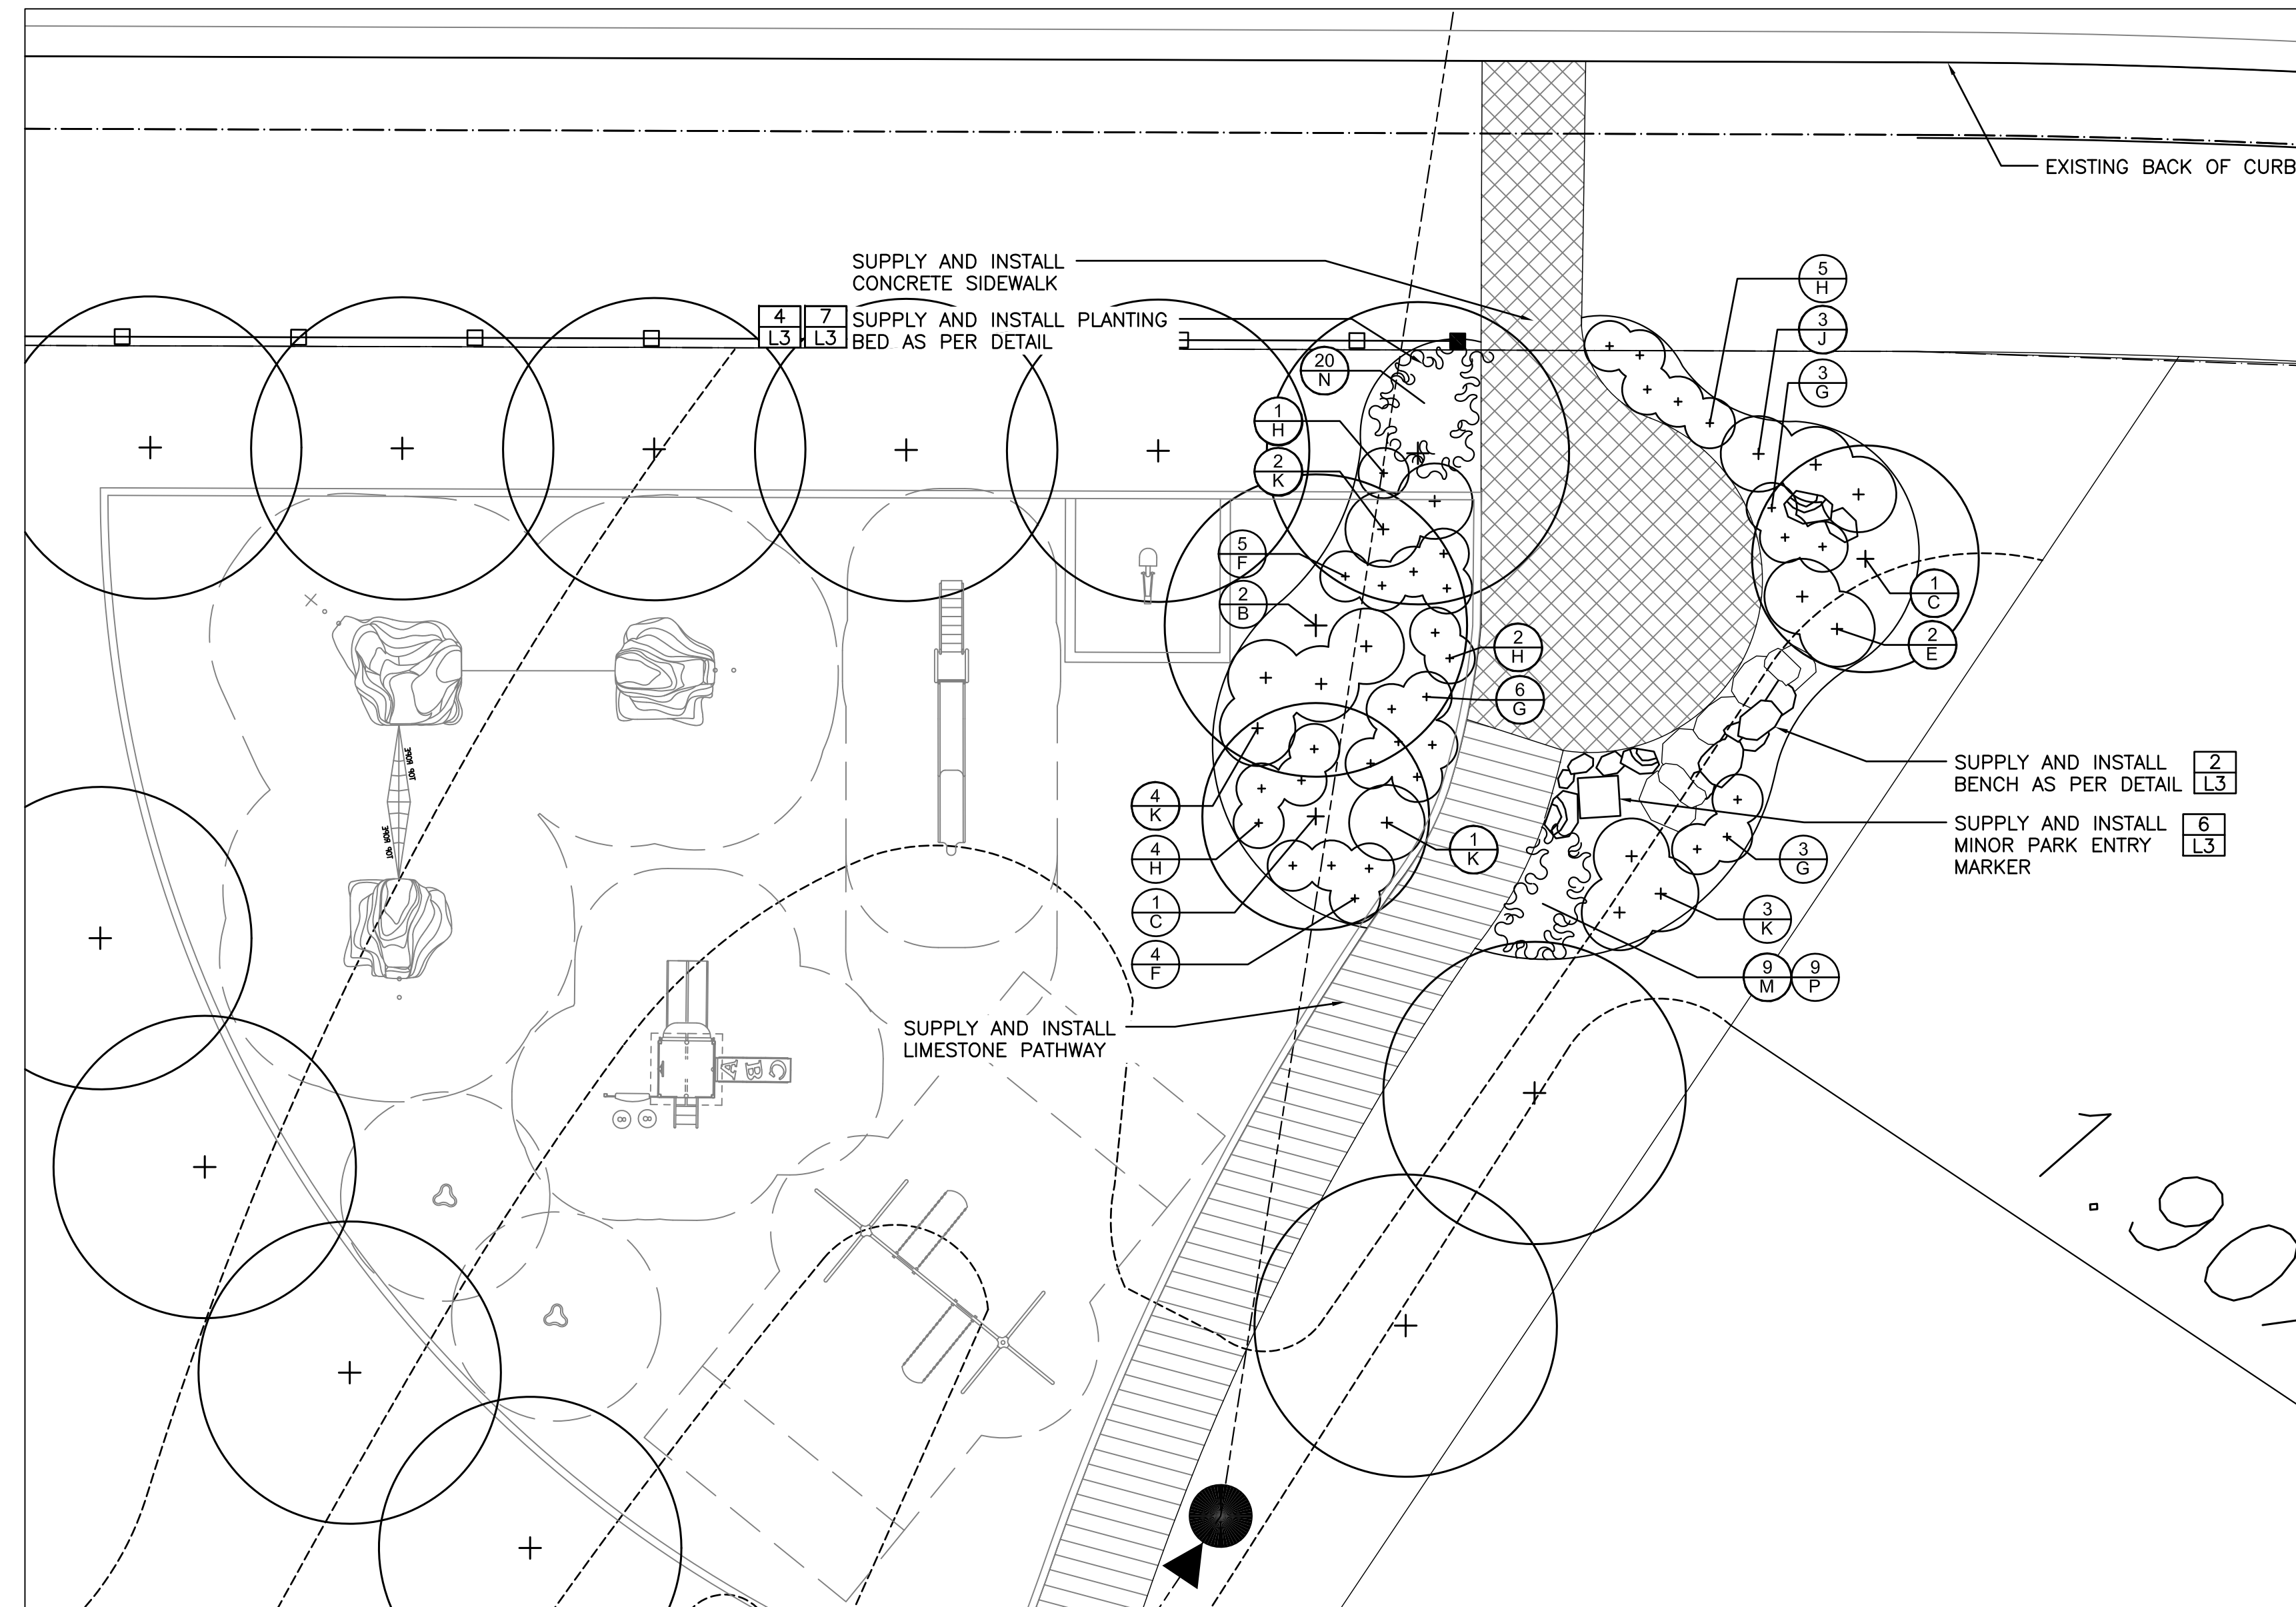 EXISTING BACK OF CURB
SUPPLY AND INSTALL
CONCRETE SIDEWALK
4
L3
7
L3
SUPPLY AND INSTALL PLANTING
BED AS PER DETAIL
5
H
3
J
3
G
20
N
1
H
2
K
5
F
2
B
1
C
2
E
2
H
6
G
SUPPLY AND INSTALL
BENCH AS PER DETAIL
2
L3
SUPPLY AND INSTALL
MINOR PARK ENTRY
MARKER
6
L3
4
K
4
H
1
C
4
F
1
K
3
G
3
K
9
M
9
P
SUPPLY AND INSTALL
LIMESTONE PATHWAY
A
B
C